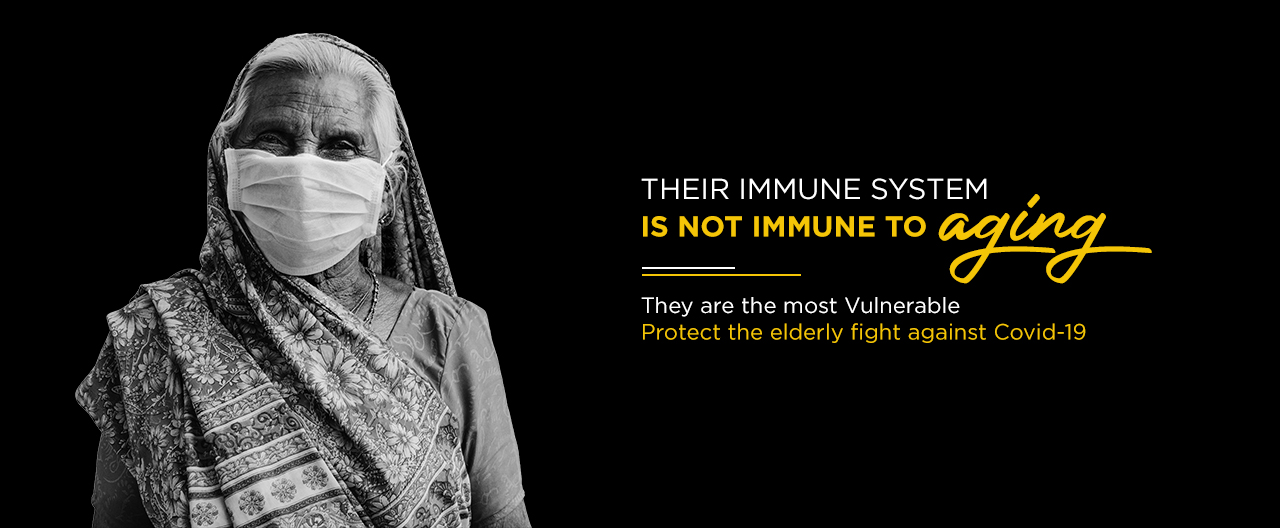 THEIR IMMUNE SYSTEM
IS NOT IMMUNE TO aging
They are the most Vulnerable
Protect the elderly fight against Covid-19